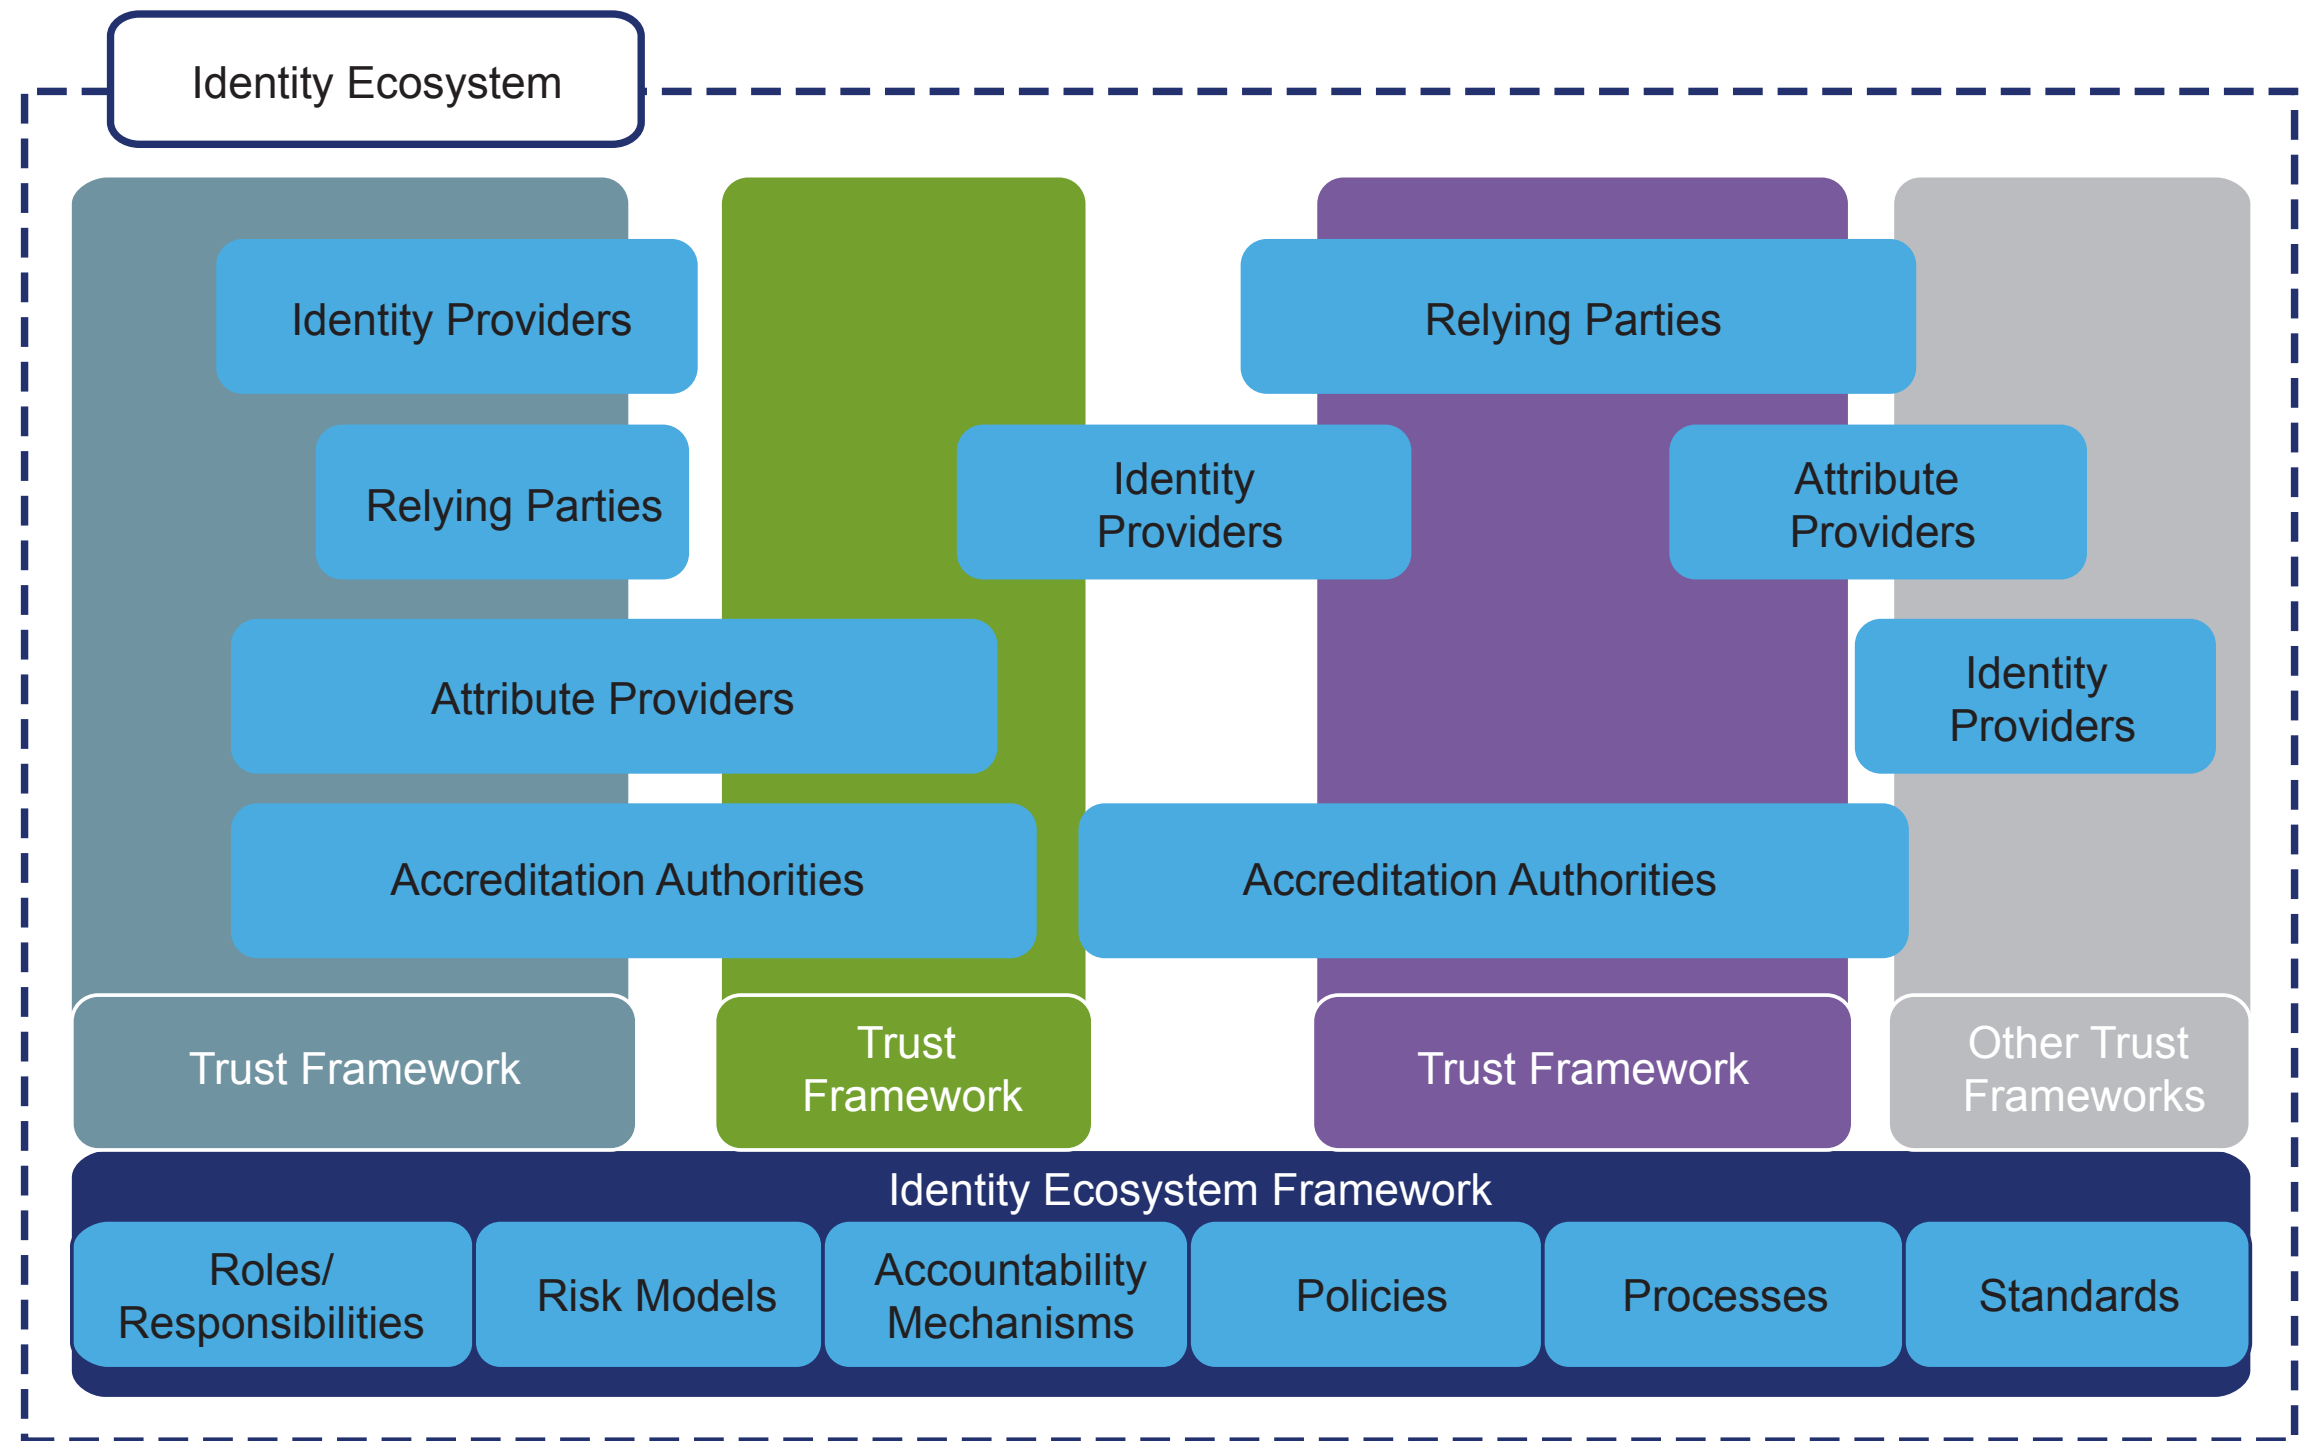 Identity Ecosystem
Identity Providers
Relying Parties
Relying Parties
Identity
Providers
Attribute
Providers
Attribute Providers
Identity
Providers
Accreditation Authorities
Accreditation Authorities
Trust Framework
Trust
Framework
Trust Framework
Other Trust
Frameworks
Identity Ecosystem Framework
Roles/
Responsibilities
Risk Models
Accountability
Mechanisms
Policies
Processes
Standards